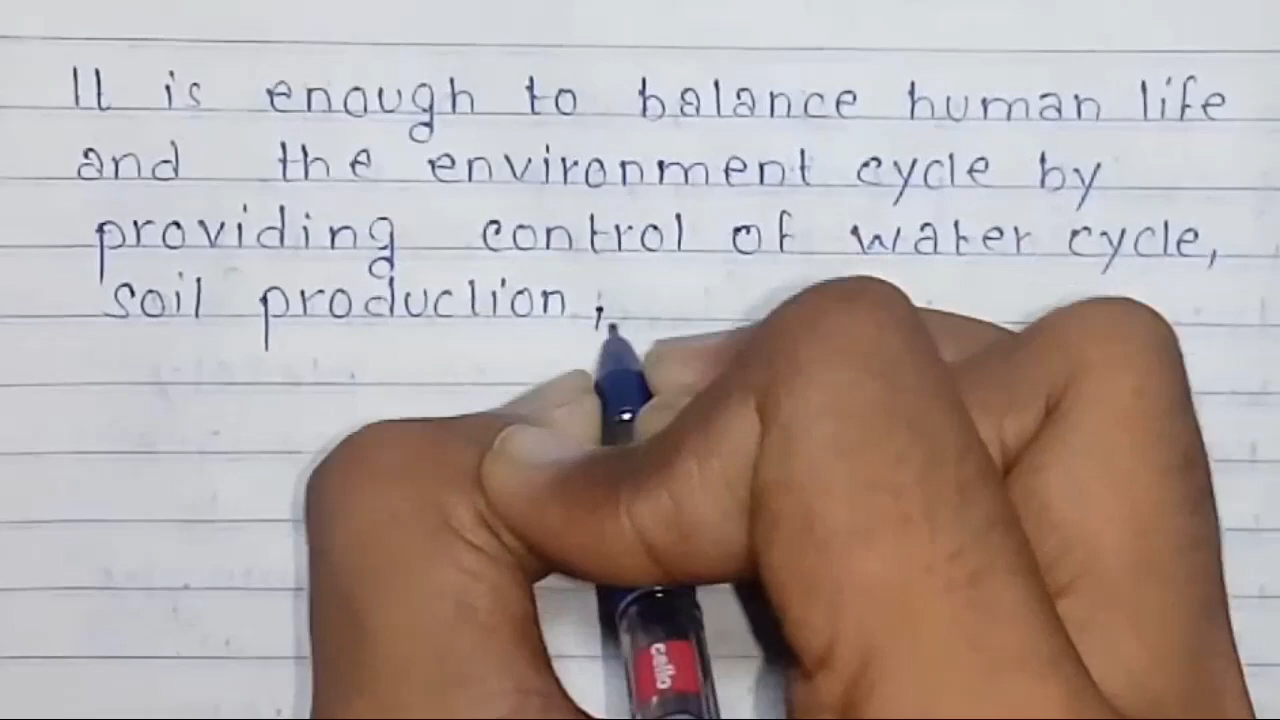 It is enough to balance human life
and the environment cycle by
providing control of water cycle,
soil production,
cello